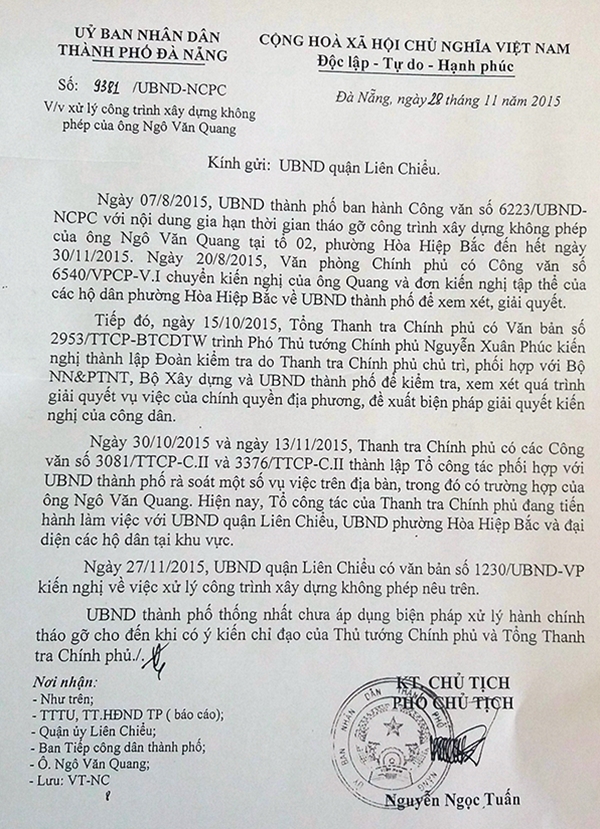 UỶ BAN NHÂN DÂN
THÀNH PHỐ ĐÀ NẴNG
CỘNG HOÀ XÃ HỘI CHỦ NGHĨA VIỆT NAM
Độc lập - Tự do - Hạnh phúc
Số: 9381 /UBND-NCPC
V/v xử lý công trình xây dựng không
phép của ông Ngô Văn Quang
Đà Nẵng, ngày 28 tháng 11 năm 2015
Kính gửi: UBND quận Liên Chiểu.
Ngày 07/8/2015, UBND thành phố ban hành Công văn số 6223/UBND-
NCPC với nội dung gia hạn thời gian tháo gỡ công trình xây dựng không phép
của ông Ngô Văn Quang tại tổ 02, phường Hòa Hiệp Bắc đến hết ngày
30/11/2015. Ngày 20/8/2015, Văn phòng Chính phủ có Công văn số
6540/VPCP-V.I chuyển kiến nghị của ông Quang và đơn kiến nghị tập thể của
các hộ dân phường Hòa Hiệp Bắc về UBND thành phố để xem xét, giải quyết.
Tiếp đó, ngày 15/10/2015, Tổng Thanh tra Chính phủ có Văn bản số
2953/TTCP-BTCDTW trình Phó Thủ tướng Chính phủ Nguyễn Xuân Phúc kiến
nghị thành lập Đoàn kiểm tra do Thanh tra Chính phủ chủ trì, phối hợp với Bộ
NN&PTNT, Bộ Xây dựng và UBND thành phố để kiểm tra, xem xét quá trình
giải quyết vụ việc của chính quyền địa phương, đề xuất biện pháp giải quyết kiến
nghị của công dân.
Ngày 30/10/2015 và ngày 13/11/2015, Thanh tra Chính phủ có các Công
văn số 3081/TTCP-C.II và 3376/TTCP-C.II thành lập Tổ công tác phối hợp với
UBND thành phố rà soát một số vụ việc trên địa bàn, trong đó có trường hợp của
ông Ngô Văn Quang. Hiện nay, Tổ công tác của Thanh tra Chính phủ đang tiến
hành làm việc với UBND quận Liên Chiểu, UBND phường Hòa Hiệp Bắc và đại
diện các hộ dân tại khu vực.
Ngày 27/11/2015, UBND quận Liên Chiểu có văn bản số 1230/UBND-VP
kiến nghị về việc xử lý công trình xây dựng không phép nêu trên.
UBND thành phố thống nhất chưa áp dụng biện pháp xử lý hành chính
tháo gỡ cho đến khi có ý kiến chỉ đạo của Thủ tướng Chính phủ và Tổng Thanh
tra Chính phủ./.
Nơi nhận:
- Như trên;
- TTTU, TT.HĐND TP ( báo cáo);
- Quận ủy Liên Chiểu;
- Ban Tiếp công dân thành phố;
- Ô. Ngô Văn Quang;
- Lưu: VT-NC
KT. CHỦ TỊCH
PHÓ CHỦ TỊCH
ỦY BAN NHÂN DÂN THÀNH PHỐ NẴNG
Nguyễn Ngọc Tuấn